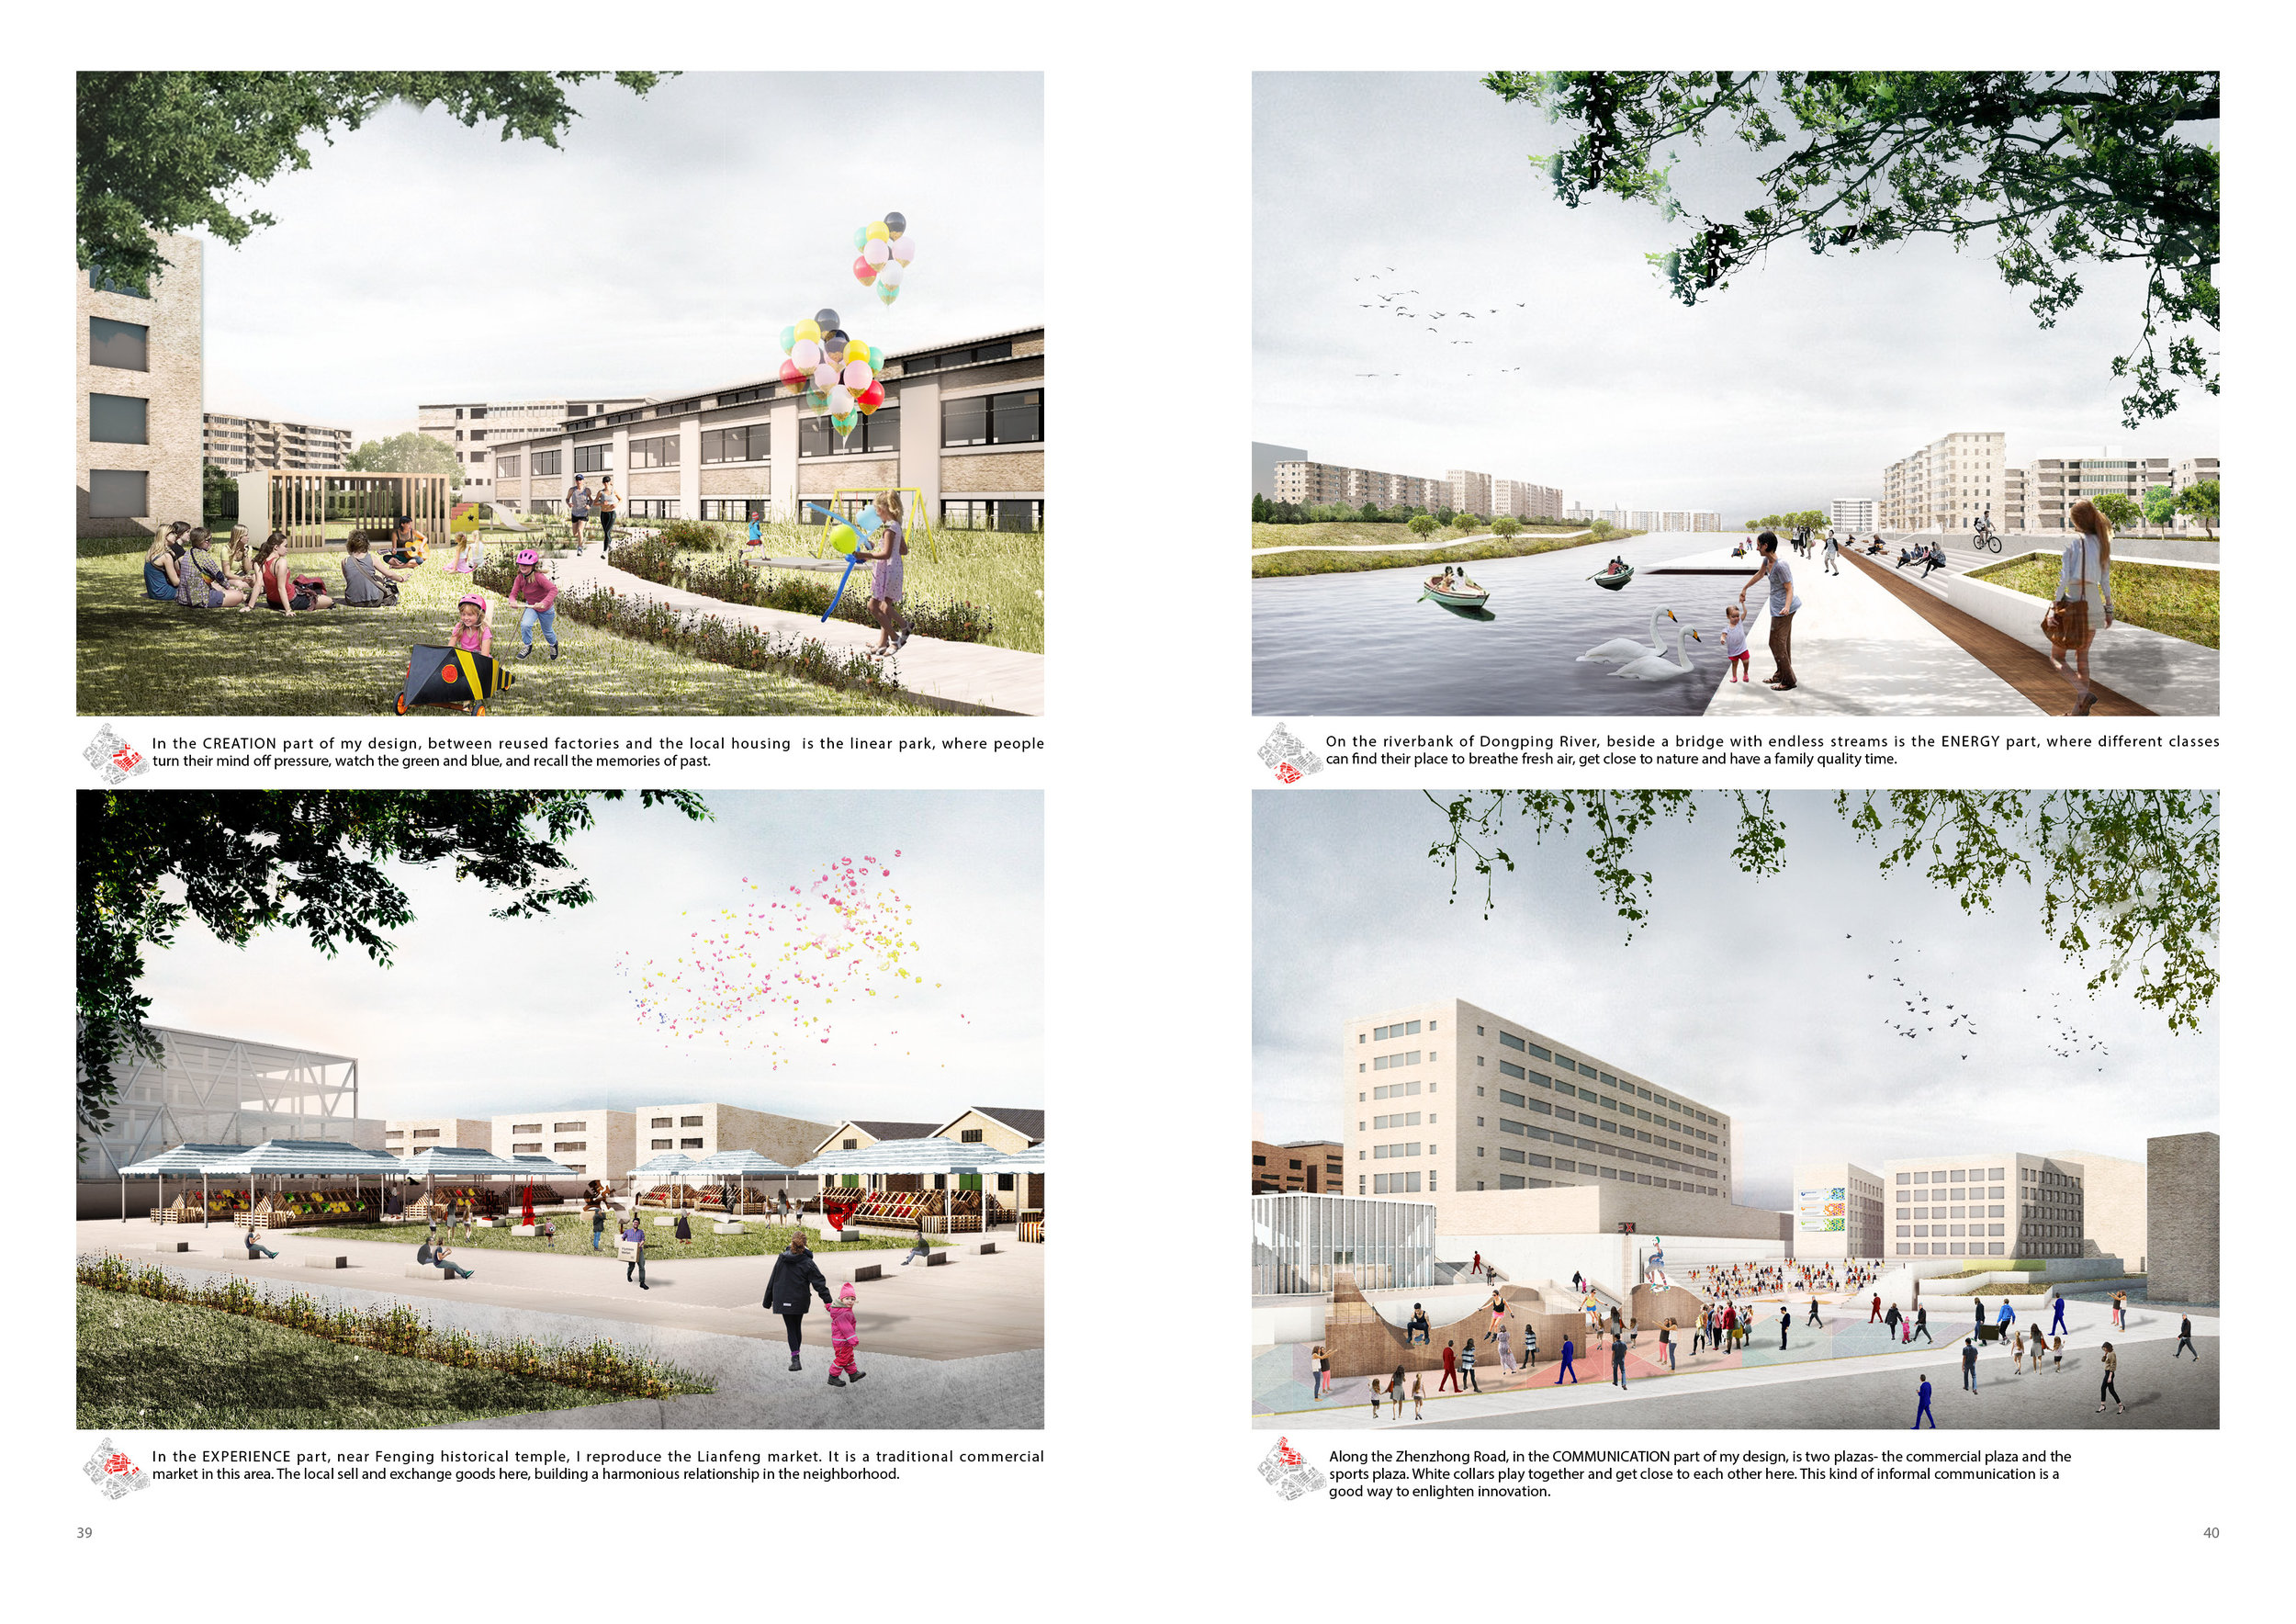 In the CREATION part of my design, between reused factories and the local housing is the linear park, where people
turn their mind off pressure, watch the green and blue, and recall the memories of past.
In the EXPERIENCE part, near Fenging historical temple, I reproduce the Lianfeng market. It is a traditional commercial
market in this area. The local sell and exchange goods here, building a harmonious relationship in the neighborhood.
39
On the riverbank of Dongping River, beside a bridge with endless streams is the ENERGY part, where different classes
can find their place to breathe fresh air, get close to nature and have a family quality time.
Along the Zhenzhong Road, in the COMMUNICATION part of my design, is two plazas- the commercial plaza and the
sports plaza. White collars play together and get close to each other here. This kind of informal communication is a
good way to enlighten innovation.
40